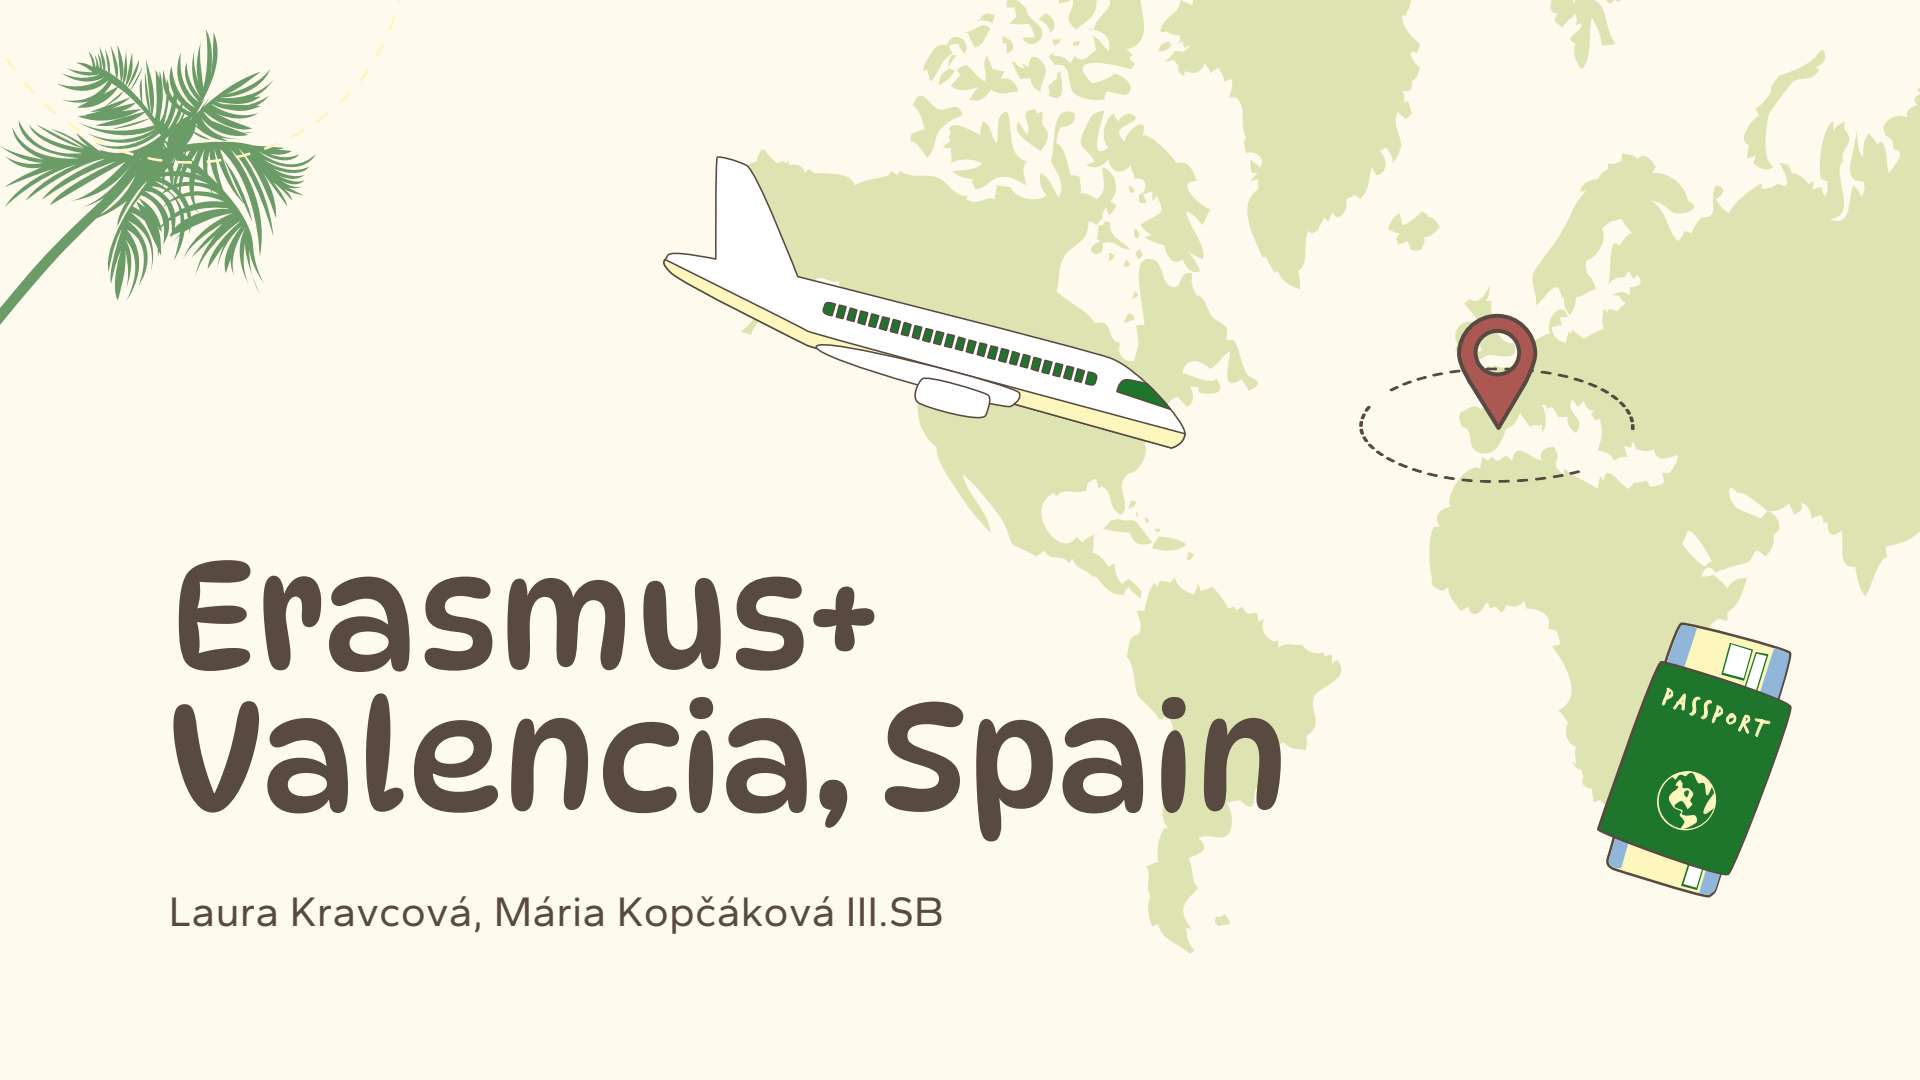 Erasmus+
Valencia, Spain
PASSPORT
Laura Kravcová, Mária Kopčáková III.SB